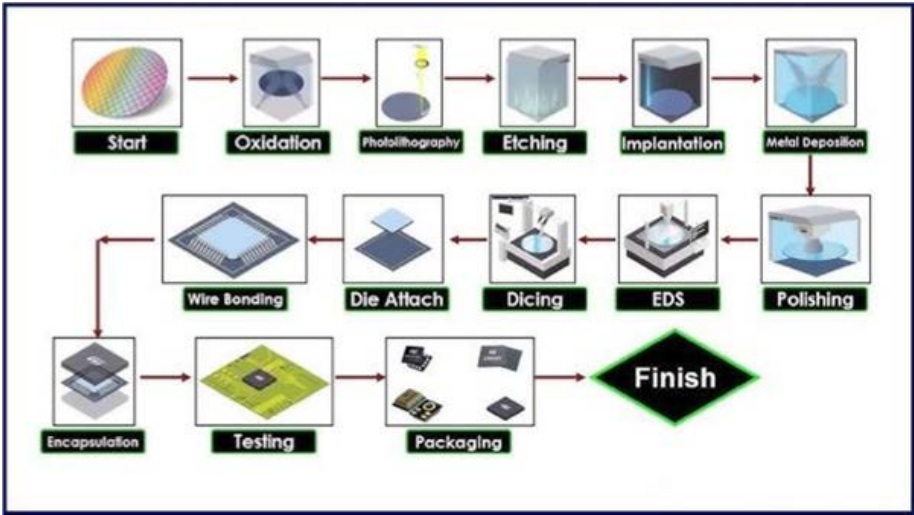 Start
Oxidation
Photolithography
Etching
Implantation
Metal Deposition
Polishing
EDS
Dicing
Die Attach
Wire Bonding
Encapsulation
Testing
Packaging
Finish